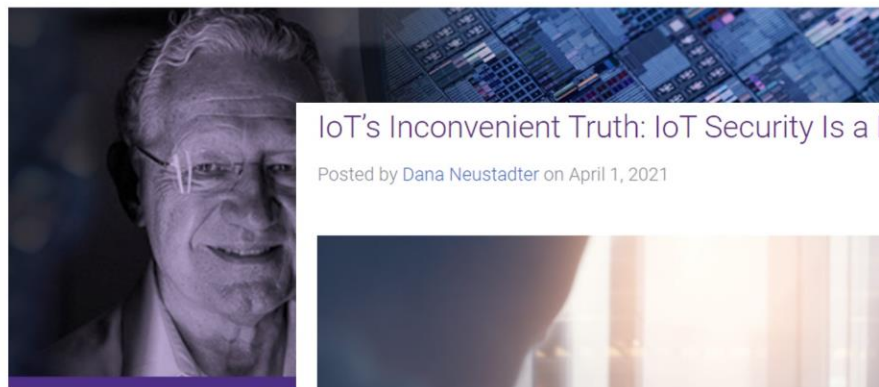 IoT's Inconvenient Truth: IoT Security Is a
Posted by Dana Neustadter on April 1, 2021